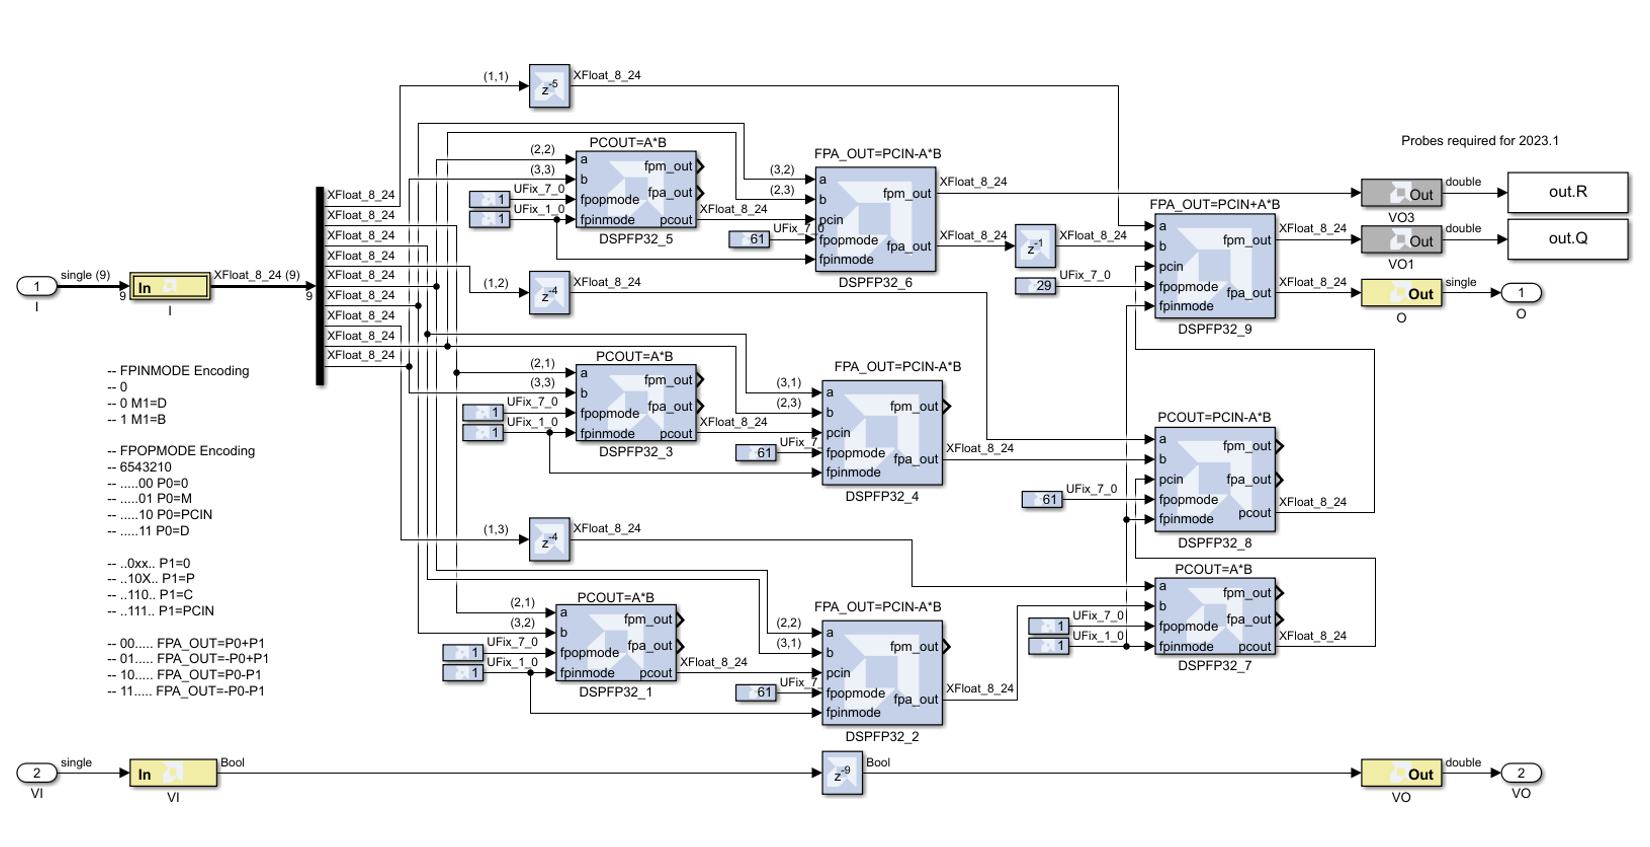 (1,1)
z-5
XFloat_8_24
Probes required for 2023.1
PCOUT=A*B
(2,2)
a
fpm_out
(3,3)
b
fpa_out
UFix_7_0
1
fpopmode
UFix_1_0
1
fpinmode
pcout
XFloat_8_24
DSPFP32_5
FPA_OUT=PCIN-A*B
(3,2)
a
fpm_out
XFloat_8_24
(2,3)
b
pcin
UFix_7_0
61
fpopmode
fpa_out
XFloat_8_24
fpinmode
DSPFP32_6
z-1
XFloat_8_24
FPA_OUT=PCIN+A*B
a
fpm_out
XFloat_8_24
b
pcin
UFix_7_0
29
fpopmode
fpa_out
XFloat_8_24
fpinmode
DSPFP32_9
Out
double
out.R
VO3
Out
double
out.Q
VO1
Out
single
1
O
O
XFloat_8_24
XFloat_8_24
XFloat_8_24
XFloat_8_24
XFloat_8_24
XFloat_8_24
XFloat_8_24
XFloat_8_24
XFloat_8_24
XFloat_8_24
1
I
single (9)
9
In
I
XFloat_8_24 (9)
9
(1,2)
z-4
XFloat_8_24
PCOUT=A*B
(2,1)
a
fpm_out
(3,3)
b
fpa_out
UFix_7_0
1
fpopmode
UFix_1_0
1
fpinmode
pcout
XFloat_8_24
DSPFP32_3
FPA_OUT=PCIN-A*B
(3,1)
a
fpm_out
(2,3)
b
pcin
UFix_7
61
fpopmode
fpa_out
XFloat_8_24
fpinmode
DSPFP32_4
PCOUT=PCIN-A*B
a
fpm_out
b
pcin
fpa_out
UFix_7_0
61
fpopmode
pcout
XFloat_8_24
fpinmode
DSPFP32_8
-- FPINMODE Encoding
-- 0
-- 0 M1=D
-- 1 M1=B
-- FPOPMODE Encoding
-- 6543210
-- .....00 P0=0
-- .....01 P0=M
-- .....10 P0=PCIN
-- .....11 P0=D
-- ..0xx.. P1=0
-- ..10X.. P1=P
-- ..110.. P1=C
-- ..111.. P1=PCIN
-- 00..... FPA_OUT=P0+P1
-- 01..... FPA_OUT=-P0+P1
-- 10..... FPA_OUT=P0-P1
-- 11..... FPA_OUT=-P0-P1
(1,3)
z-4
XFloat_8_24
PCOUT=A*B
(2,1)
a
fpm_out
(3,2)
b
fpa_out
UFix_7_0
1
fpopmode
UFix_1_0
1
fpinmode
pcout
XFloat_8_24
DSPFP32_1
FPA_OUT=PCIN-A*B
(2,2)
a
fpm_out
(3,1)
b
pcin
UFix_7
61
fpopmode
fpa_out
XFloat_8_24
fpinmode
DSPFP32_2
PCOUT=A*B
a
fpm_out
b
fpa_out
UFix_7_0
1
fpopmode
UFix_1_0
1
fpinmode
pcout
XFloat_8_24
DSPFP32_7
2
VI
single
In
VI
Bool
z-9
Bool
Out
VO
double
2
VO